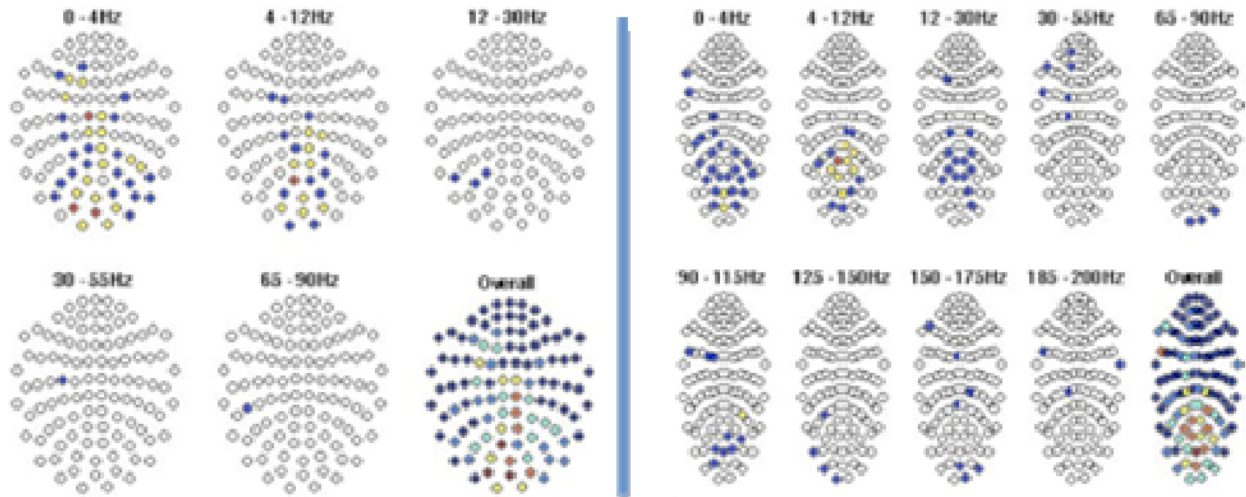 0 - 4Hz
4 - 12Hz
12 - 30Hz
30 - 55Hz
65 - 90Hz
Overall
0 - 4Hz
4 - 12Hz
12 - 30Hz
30 - 55Hz
65 - 90Hz
90 - 115Hz
125 - 150Hz
150 - 175Hz
185 - 200Hz
Overall